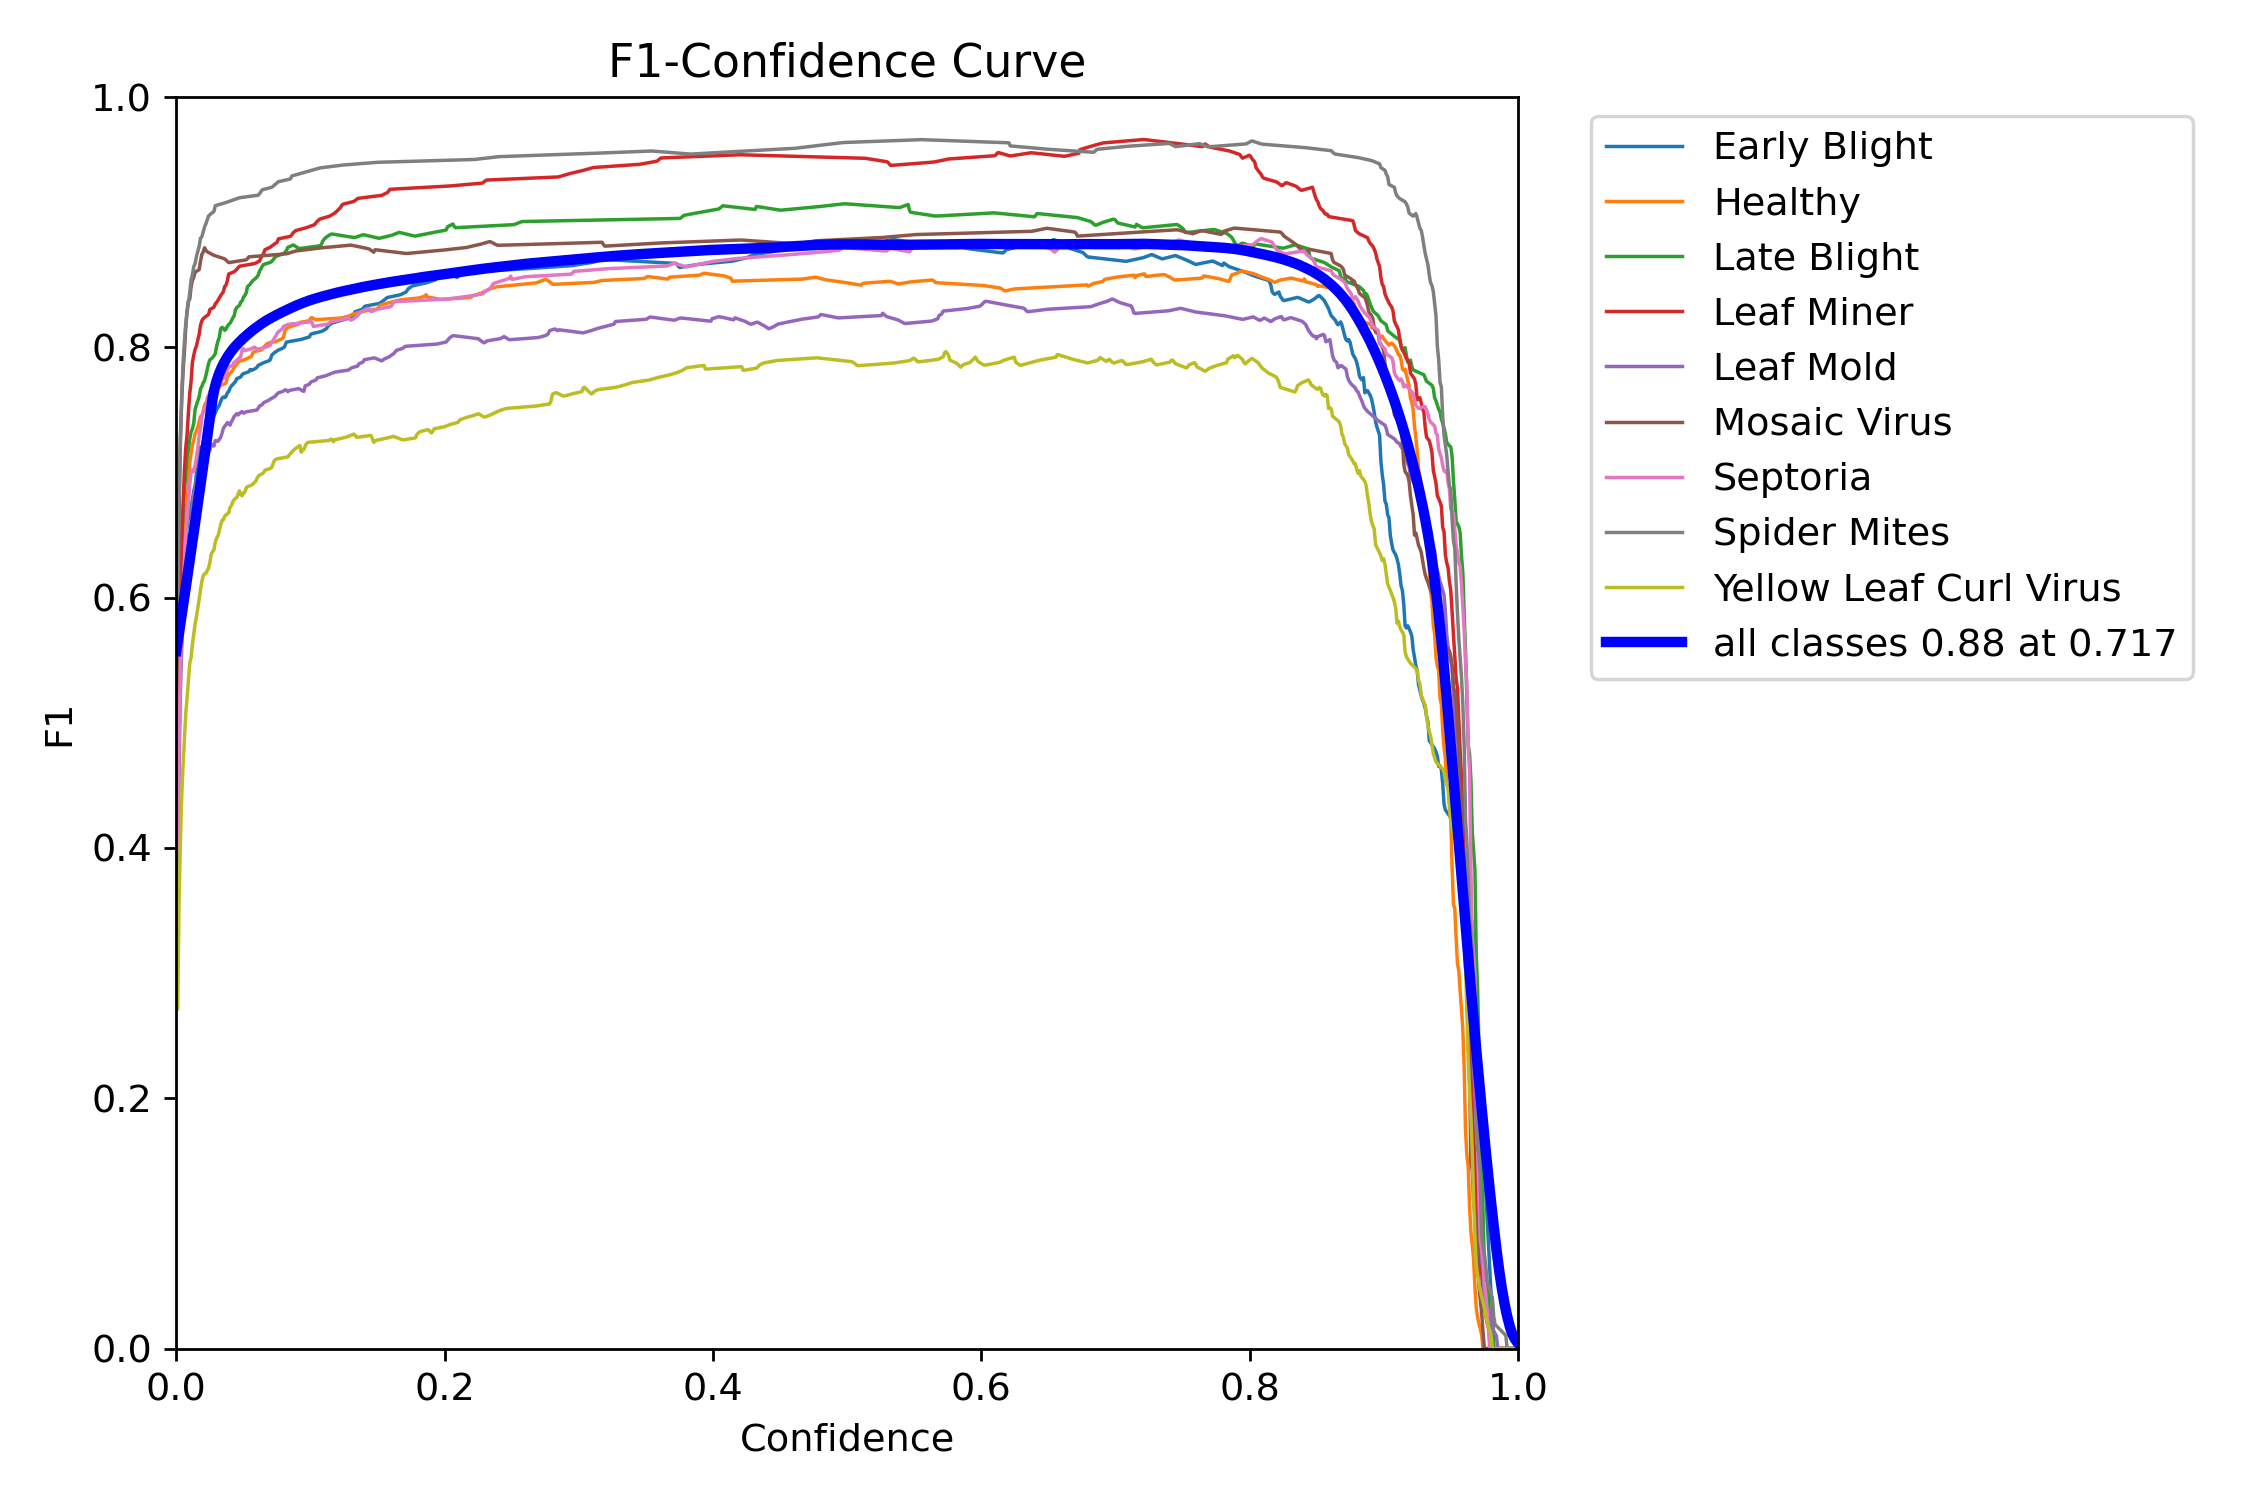 F1-Confidence Curve
1.0
0.8
0.6
0.4
0.2
0.0
F1
0.0 0.2 0.4 0.6 0.8 1.0
Confidence
Early Blight
Healthy
Late Blight
Leaf Miner
Leaf Mold
Mosaic Virus
Septoria
Spider Mites
Yellow Leaf Curl Virus
all classes 0.88 at 0.717